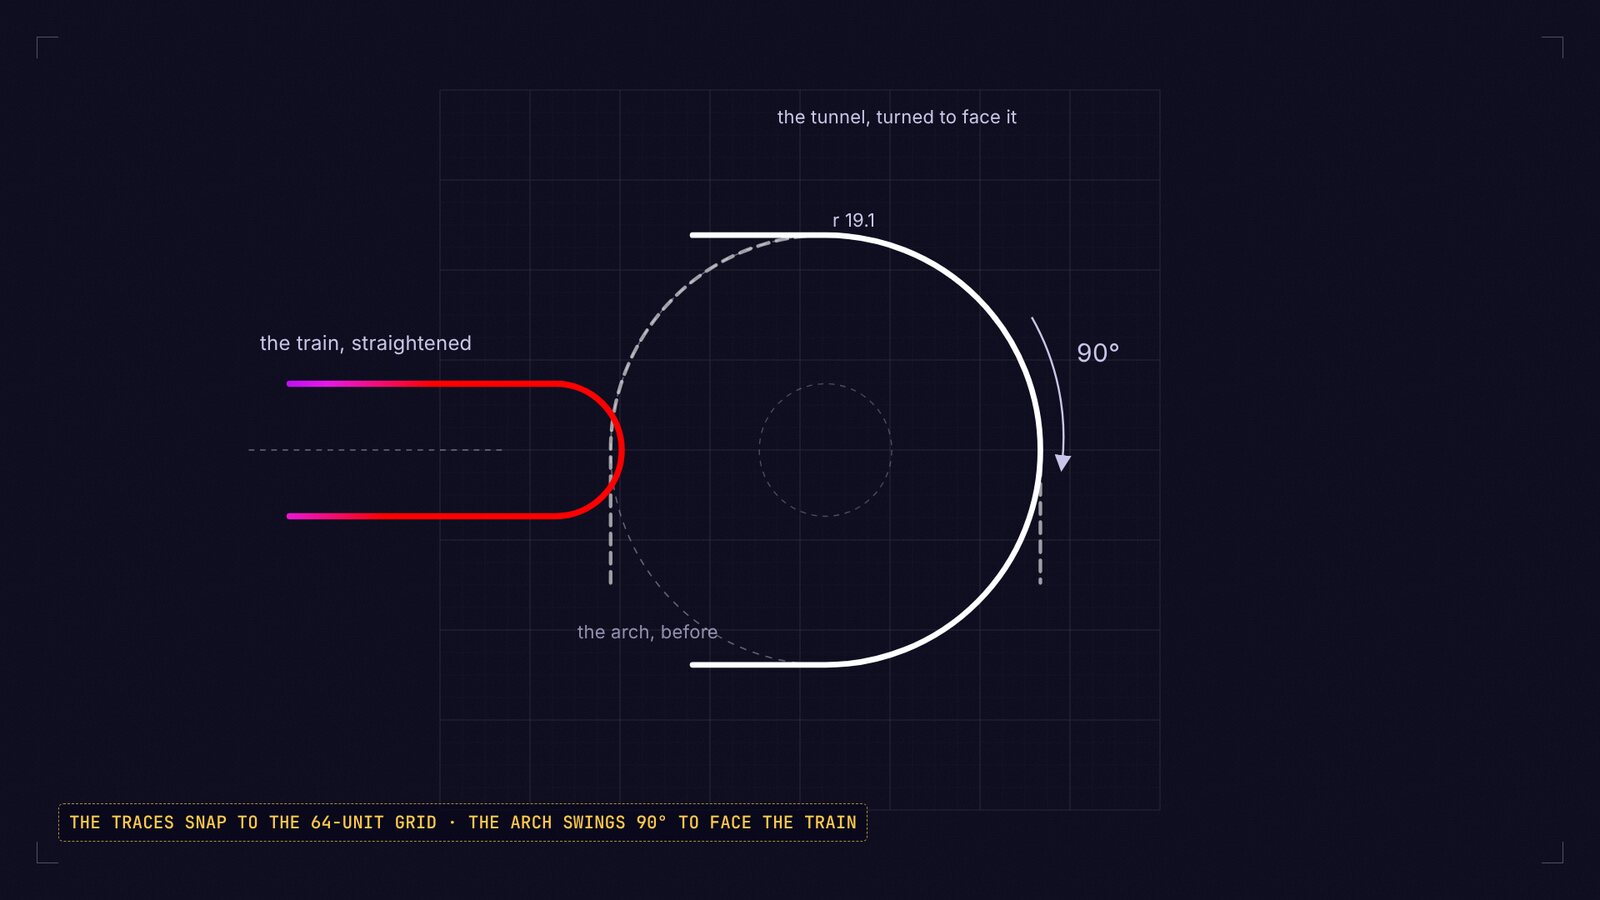 the tunnel, turned to face it
r 19.1
the train, straightened
90°
the arch, before
THE TRACES SNAP TO THE 64-UNIT GRID · THE ARCH SWINGS 90° TO FACE THE TRAIN